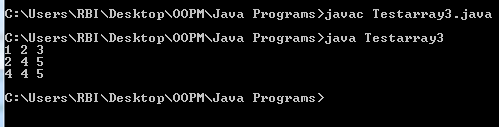 C:\Users\RBI\Desktop\OOPM\Java Programs>javac Testarray3.java
C:\Users\RBI\Desktop\OOPM\Java Programs>java Testarray3
1 2 3
2 4 5
4 4 5
C:\Users\RBI\Desktop\OOPM\Java Programs>